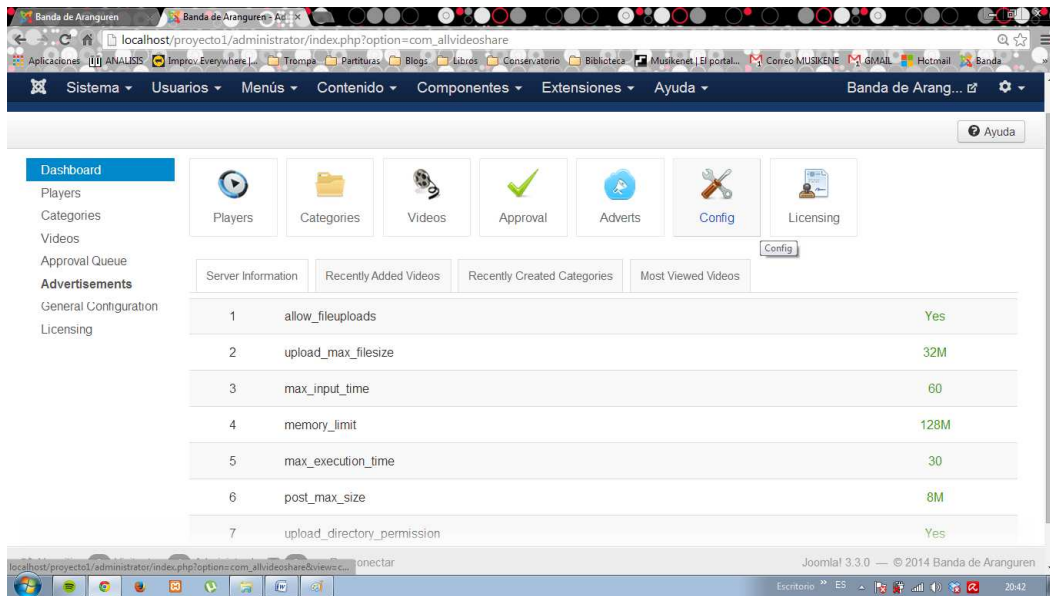 Banda de Aranguren
Banda de Aranguren - Ad
localhost/proyecto1/administrator/index.php?option=com_allvideoshare
Aplicaciones ANALISIS Improv Everywhere |... Trompa Partituras Blogs Libros Conservatorio Biblioteca Musikenet | El portal... Correo MUSIKENE GMAIL Hotmail Banda »
Sistema Usuarios Menús Contenido Componentes Extensiones Ayuda Banda de Arang...
Ayuda
Dashboard
Players
Categories
Videos
Approval Queue
Advertisements
General Configuration
Licensing
Players Categories Videos Approval Adverts Config Licensing
Config
Server Information Recently Added Videos Recently Created Categories Most Viewed Videos
1 allow_fileuploads Yes
2 upload_max_filesize 32M
3 max_input_time 60
4 memory_limit 128M
5 max_execution_time 30
6 post_max_size 8M
7 upload_directory_permission Yes
localhost/proyecto1/administrator/index.php?option=com_allvideoshare&view=c...
onectar
Joomla! 3.3.0 — © 2014 Banda de Aranguren
Escritorio » ES 20:42